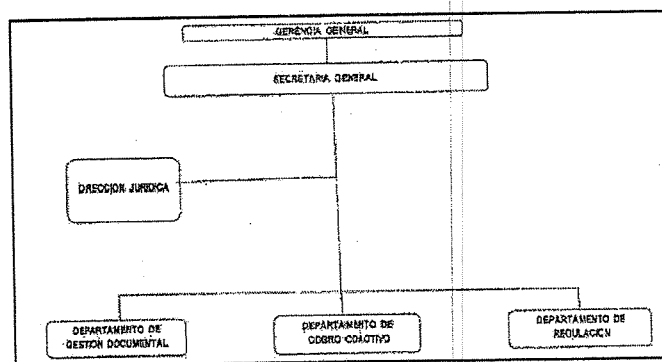 GERENCIA GENERAL
SECRETARIA GENERAL
DIRECCION JURIDICA
DEPARTAMENTO DE
GESTION DOCUMENTAL
DEPARTAMENTO DE
COBRO COACTIVO
DEPARTAMENTO DE
REGULACION